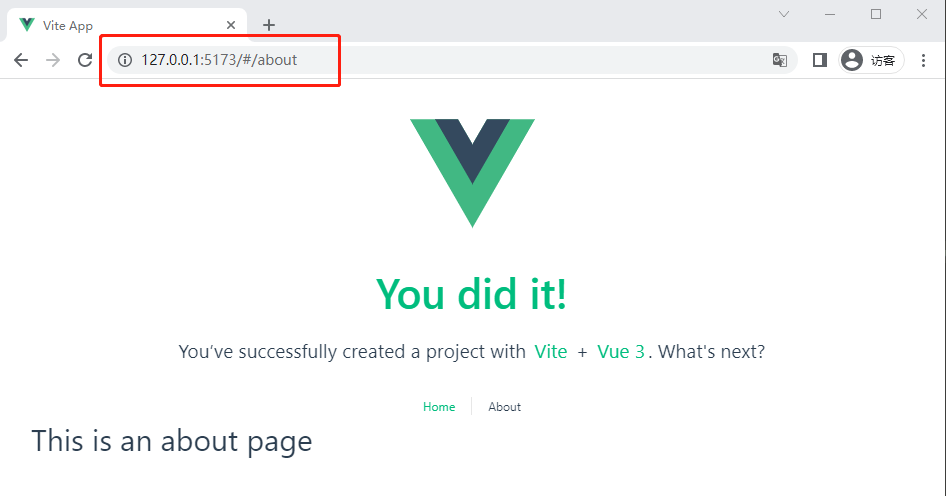 Vite App
127.0.0.1:5173/#/about
访客
You did it!
You’ve successfully created a project with Vite + Vue 3. What's next?
Home About
This is an about page